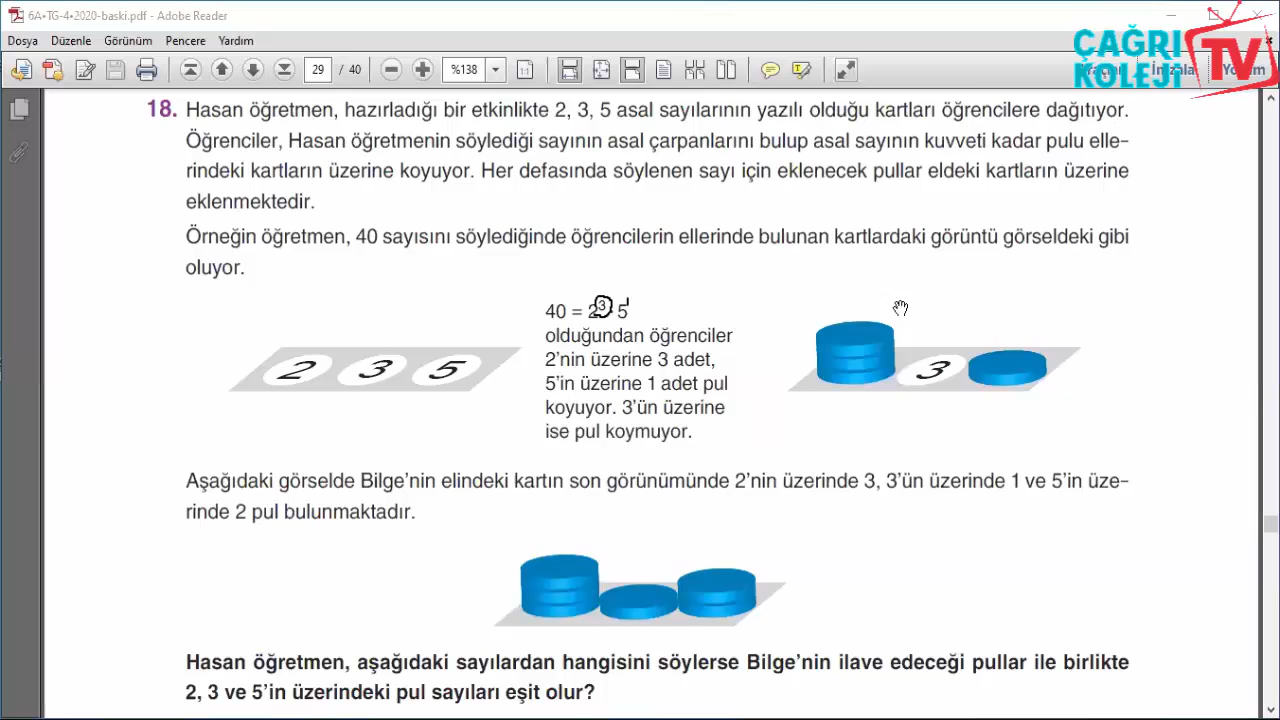 6A•TG-4•2020-baski.pdf - Adobe Reader
Dosya Düzenle Görünüm Pencere Yardım
29 / 40 %138
ÇAĞRI
KOLEJİ TV
18. Hasan öğretmen, hazırladığı bir etkinlikte 2, 3, 5 asal sayılarının yazılı olduğu kartları öğrencilere dağıtıyor.
Öğrenciler, Hasan öğretmenin söylediği sayının asal çarpanlarını bulup asal sayının kuvveti kadar pulu elle-
rindeki kartların üzerine koyuyor. Her defasında söylenen sayı için eklenecek pullar eldeki kartların üzerine
eklenmektedir.
Örneğin öğretmen, 40 sayısını söylediğinde öğrencilerin ellerinde bulunan kartlardaki görüntü görseldeki gibi
oluyor.
2 3 5
40 = 2³ 5¹
olduğundan öğrenciler
2’nin üzerine 3 adet,
5’in üzerine 1 adet pul
koyuyor. 3’ün üzerine
ise pul koymuyor.
3
Aşağıdaki görselde Bilge’nin elindeki kartın son görünümünde 2’nin üzerinde 3, 3’ün üzerinde 1 ve 5’in üze-
rinde 2 pul bulunmaktadır.
Hasan öğretmen, aşağıdaki sayılardan hangisini söylerse Bilge’nin ilave edeceği pullar ile birlikte
2, 3 ve 5’in üzerindeki pul sayıları eşit olur?